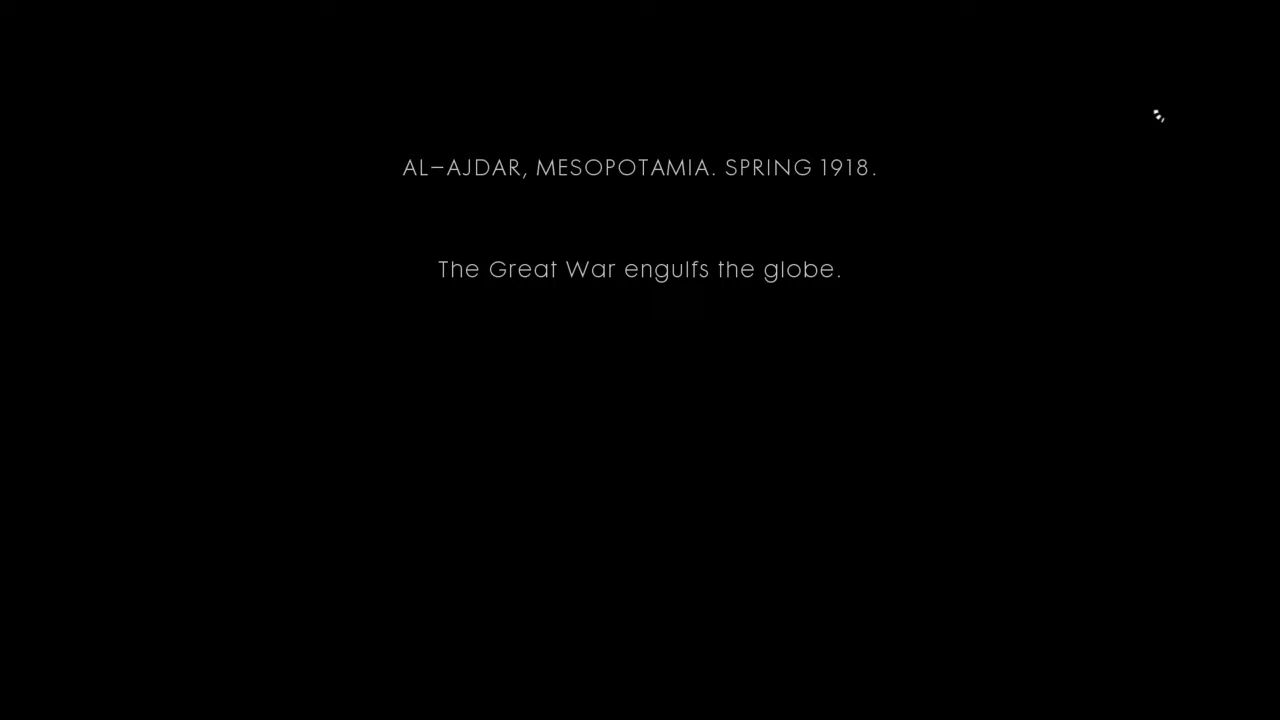 AL–AJDAR, MESOPOTAMIA. SPRING 1918.
The Great War engulfs the globe.